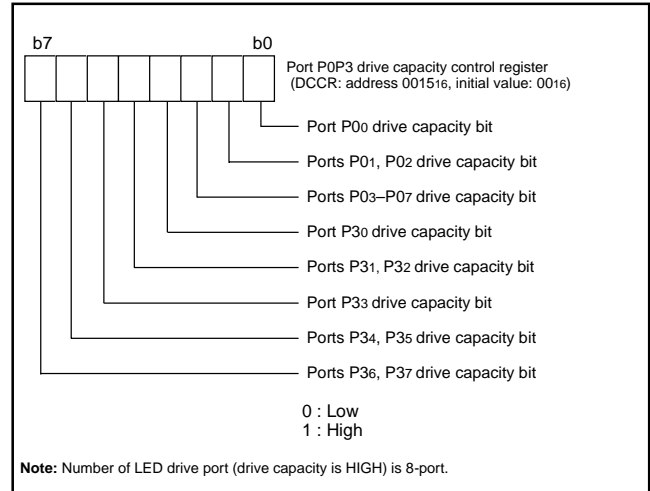 b7 b0
Port P0P3 drive capacity control register
(DCCR: address 001516, initial value: 0016)
Port P00 drive capacity bit
Ports P01, P02 drive capacity bit
Ports P03–P07 drive capacity bit
Port P30 drive capacity bit
Ports P31, P32 drive capacity bit
Port P33 drive capacity bit
Ports P34, P35 drive capacity bit
Ports P36, P37 drive capacity bit
0 : Low
1 : High
Note: Number of LED drive port (drive capacity is HIGH) is 8-port.